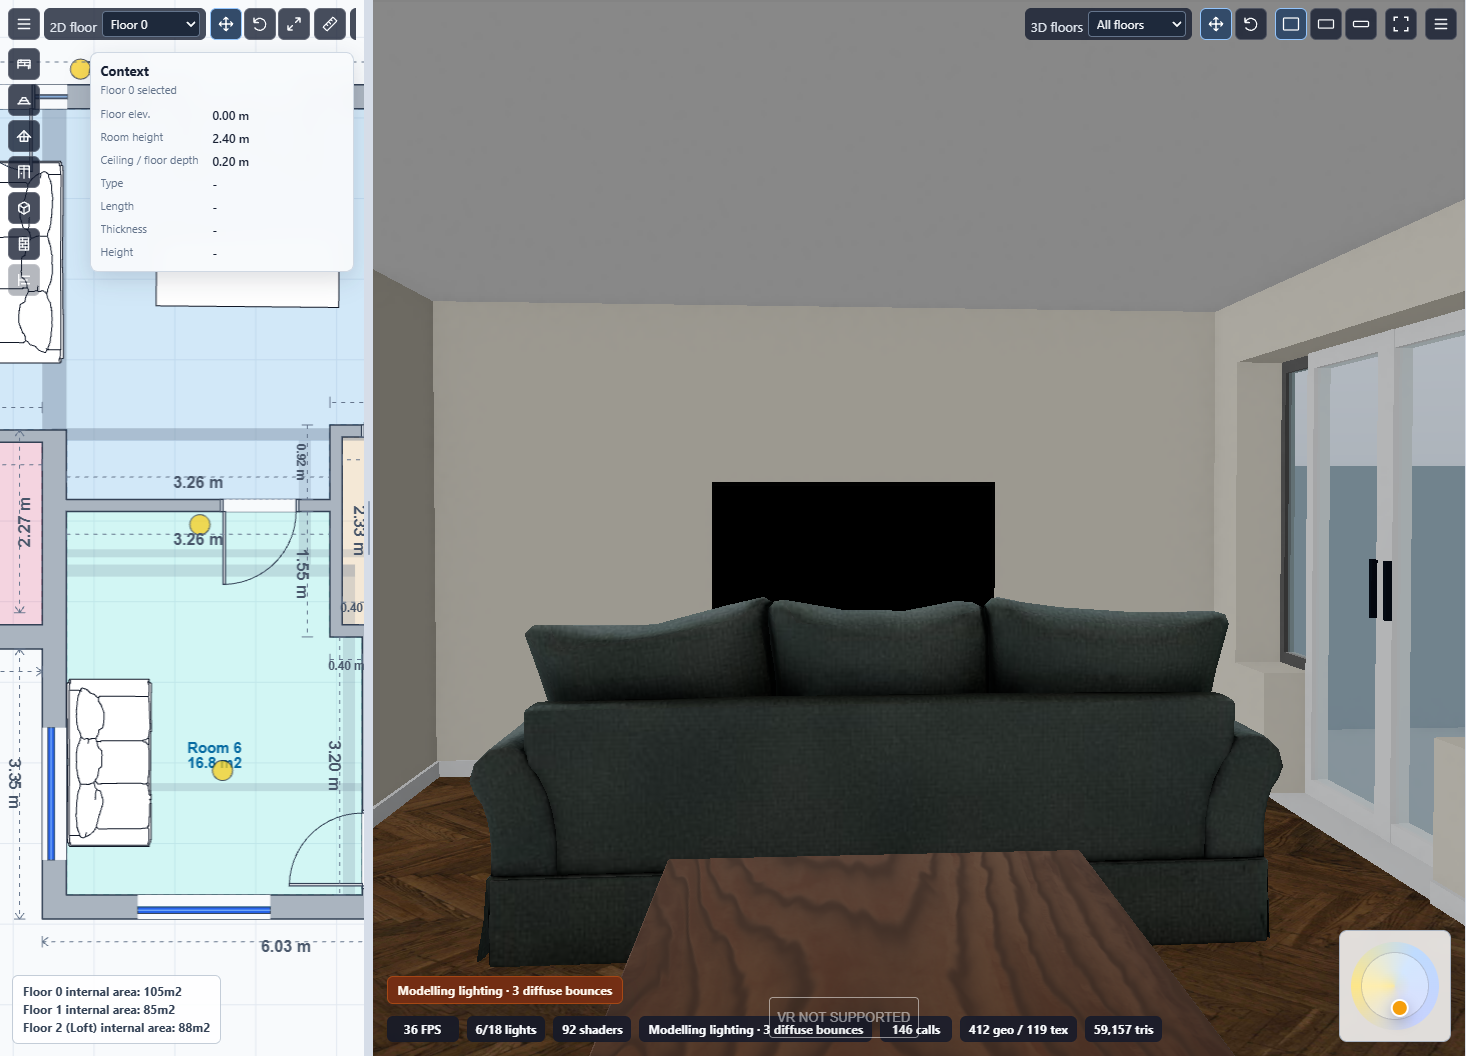 2D floor
Floor 0
3D floors
All floors
Context
Floor 0 selected
Floor elev. 0.00 m
Room height 2.40 m
Ceiling / floor depth 0.20 m
Type -
Length -
Thickness -
Height -
0.92 m
3.26 m
2.27 m
3.26 m
2.33 m
1.55 m
0.40
0.40 m
Room 6
16.8 m2
3.20 m
3.35 m
6.03 m
Floor 0 internal area: 105m2
Floor 1 internal area: 85m2
Floor 2 (Loft) internal area: 88m2
Modelling lighting · 3 diffuse bounces
VR NOT SUPPORTED
36 FPS
6/18 lights
92 shaders
Modelling lighting · 3 diffuse bounces
146 calls
412 geo / 119 tex
59,157 tris